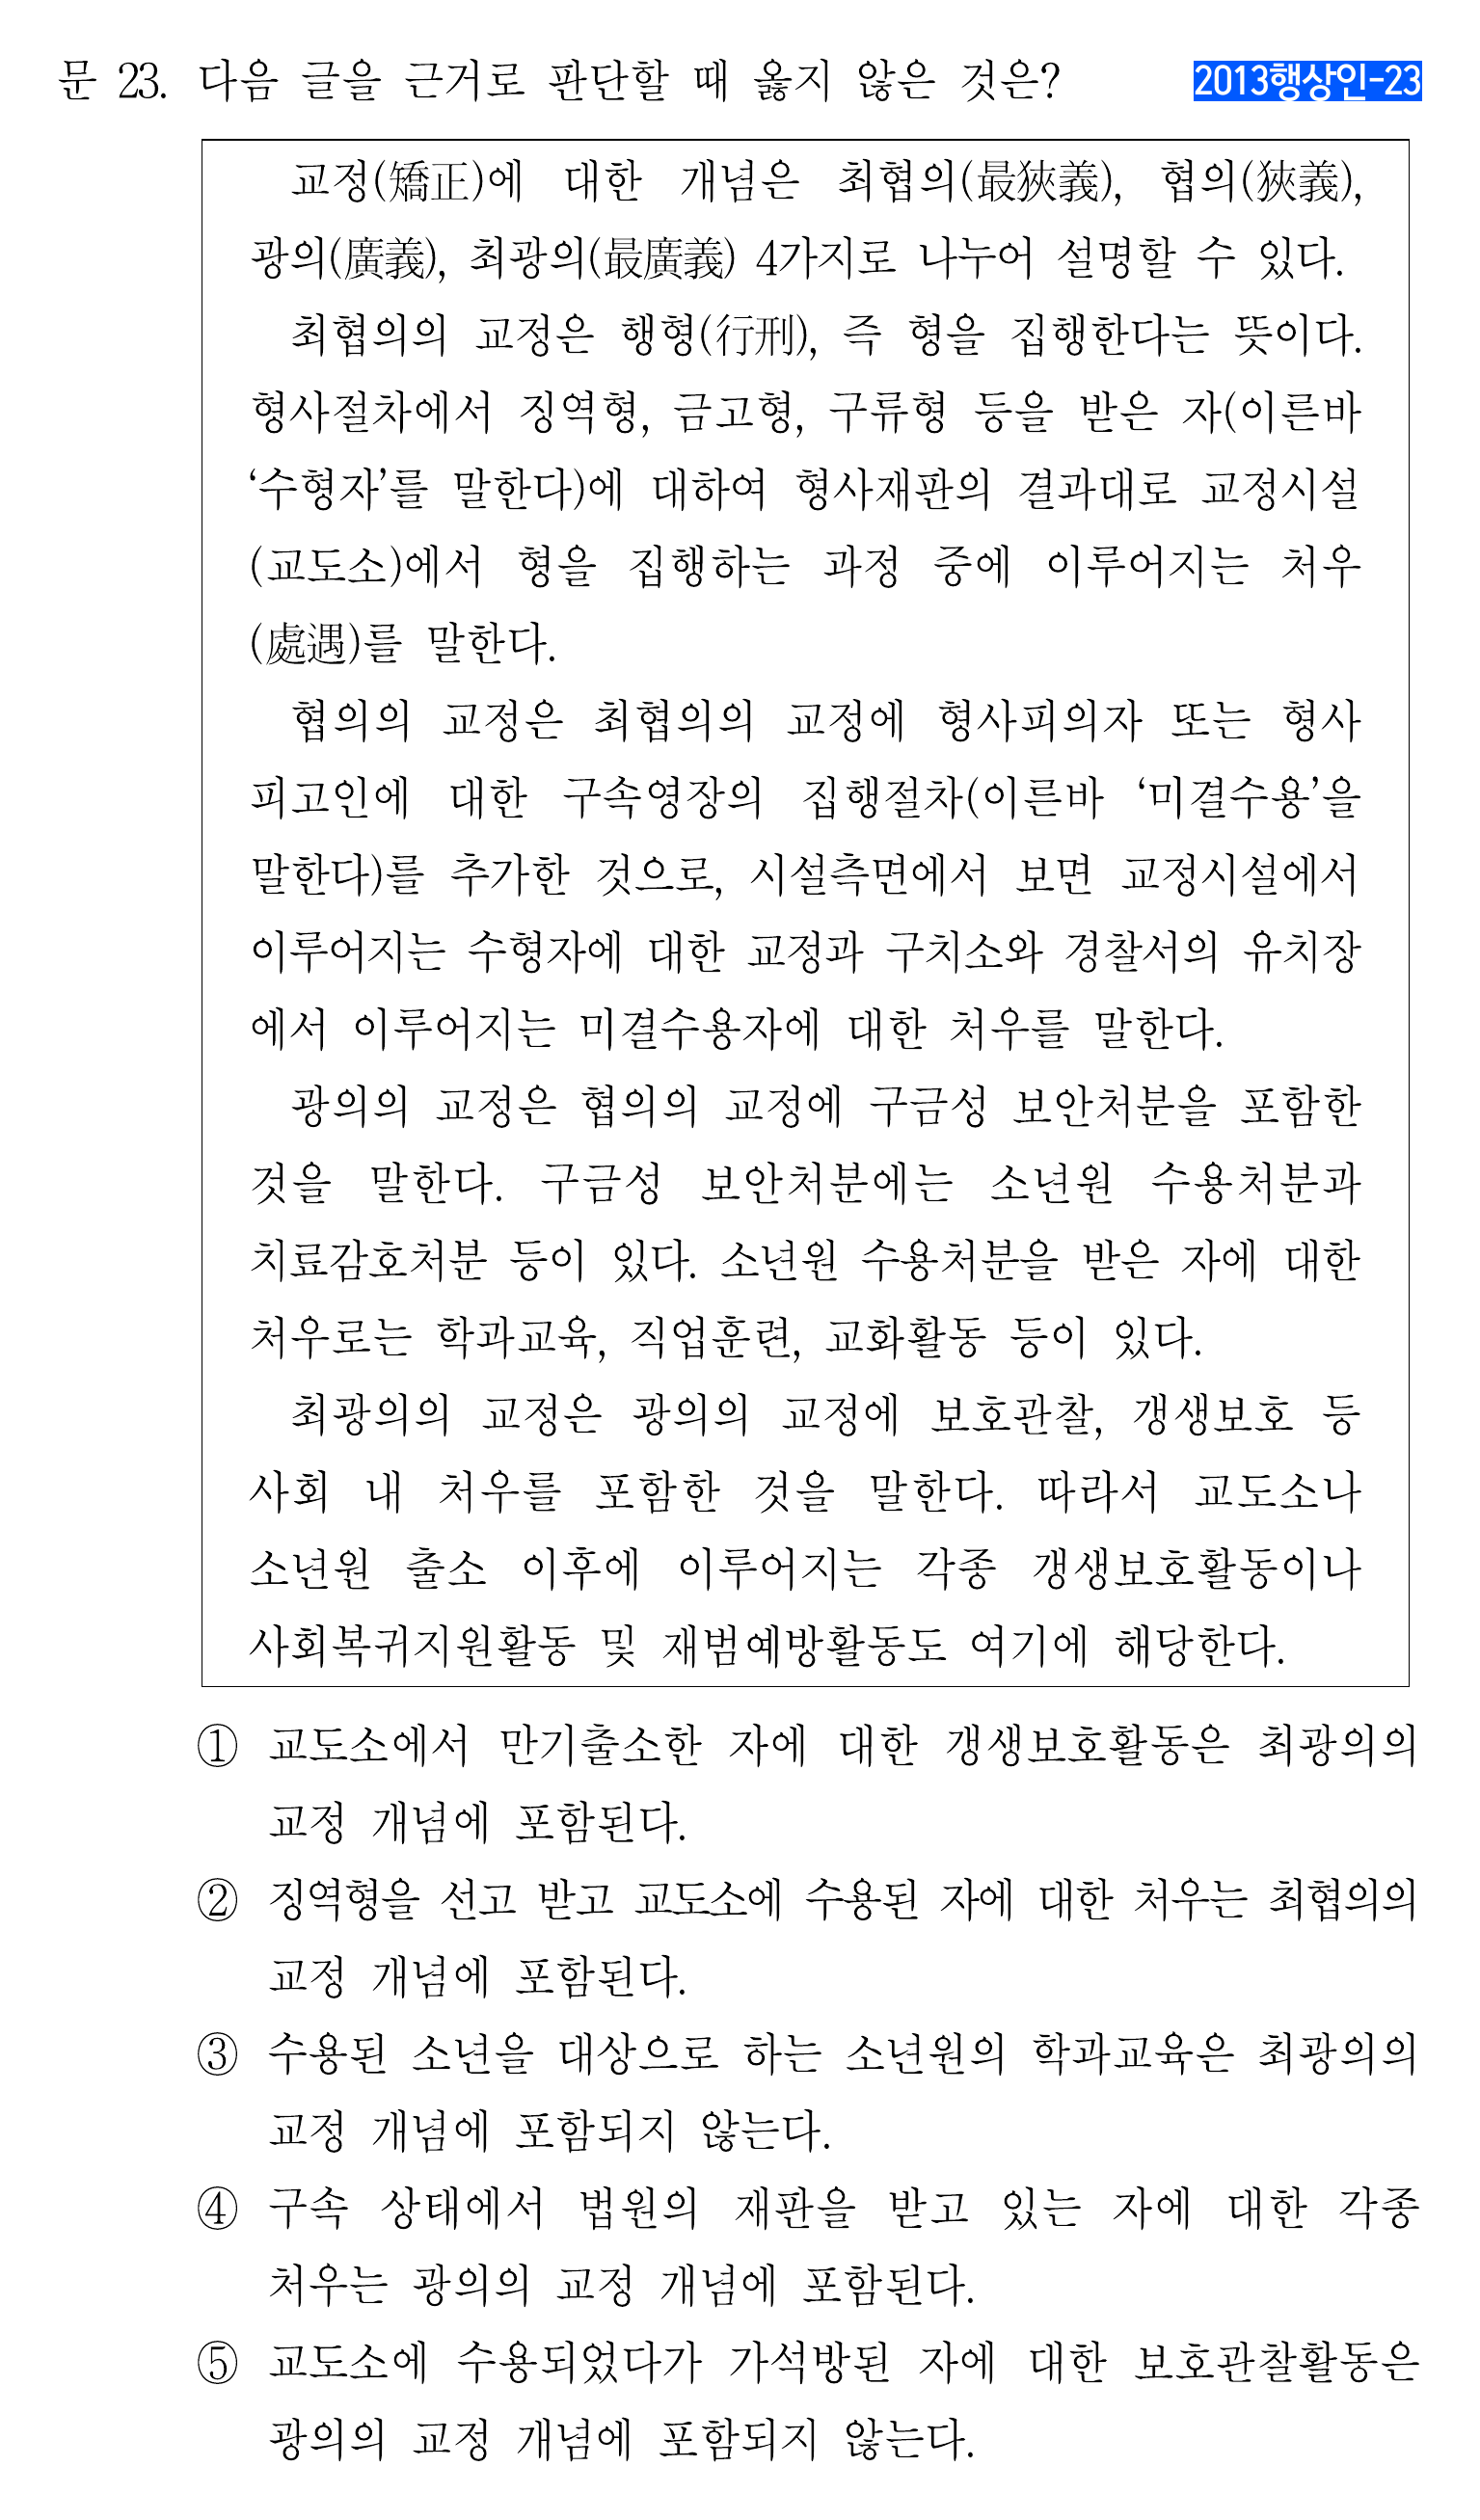 문 23. 다음 글을 근거로 판단할 때 옳지 않은 것은?
2013행상인-23
교정(矯正)에 대한 개념은 최협의(最狹義), 협의(狹義),
광의(廣義), 최광의(最廣義) 4가지로 나누어 설명할 수 있다.
최협의의 교정은 행형(行刑), 즉 형을 집행한다는 뜻이다.
형사절차에서 징역형, 금고형, 구류형 등을 받은 자(이른바
‘수형자’를 말한다)에 대하여 형사재판의 결과대로 교정시설
(교도소)에서 형을 집행하는 과정 중에 이루어지는 처우
(處遇)를 말한다.
협의의 교정은 최협의의 교정에 형사피의자 또는 형사
피고인에 대한 구속영장의 집행절차(이른바 ‘미결수용’을
말한다)를 추가한 것으로, 시설측면에서 보면 교정시설에서
이루어지는 수형자에 대한 교정과 구치소와 경찰서의 유치장
에서 이루어지는 미결수용자에 대한 처우를 말한다.
광의의 교정은 협의의 교정에 구금성 보안처분을 포함한
것을 말한다. 구금성 보안처분에는 소년원 수용처분과
치료감호처분 등이 있다. 소년원 수용처분을 받은 자에 대한
처우로는 학과교육, 직업훈련, 교화활동 등이 있다.
최광의의 교정은 광의의 교정에 보호관찰, 갱생보호 등
사회 내 처우를 포함한 것을 말한다. 따라서 교도소나
소년원 출소 이후에 이루어지는 각종 갱생보호활동이나
사회복귀지원활동 및 재범예방활동도 여기에 해당한다.
① 교도소에서 만기출소한 자에 대한 갱생보호활동은 최광의의
교정 개념에 포함된다.
② 징역형을 선고 받고 교도소에 수용된 자에 대한 처우는 최협의의
교정 개념에 포함된다.
③ 수용된 소년을 대상으로 하는 소년원의 학과교육은 최광의의
교정 개념에 포함되지 않는다.
④ 구속 상태에서 법원의 재판을 받고 있는 자에 대한 각종
처우는 광의의 교정 개념에 포함된다.
⑤ 교도소에 수용되었다가 가석방된 자에 대한 보호관찰활동은
광의의 교정 개념에 포함되지 않는다.